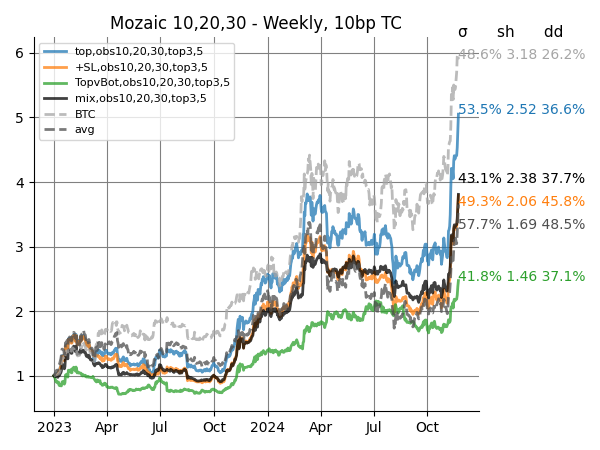 Mozaic 10,20,30 - Weekly, 10bp TC
σ sh dd
top,obs10,20,30,top3,5
+SL,obs10,20,30,top3,5
TopvBot,obs10,20,30,top3,5
mix,obs10,20,30,top3,5
BTC
avg
48.6% 3.18 26.2%
53.5% 2.52 36.6%
43.1% 2.38 37.7%
49.3% 2.06 45.8%
57.7% 1.69 48.5%
41.8% 1.46 37.1%
6
5
4
3
2
1
2023 Apr Jul Oct 2024 Apr Jul Oct